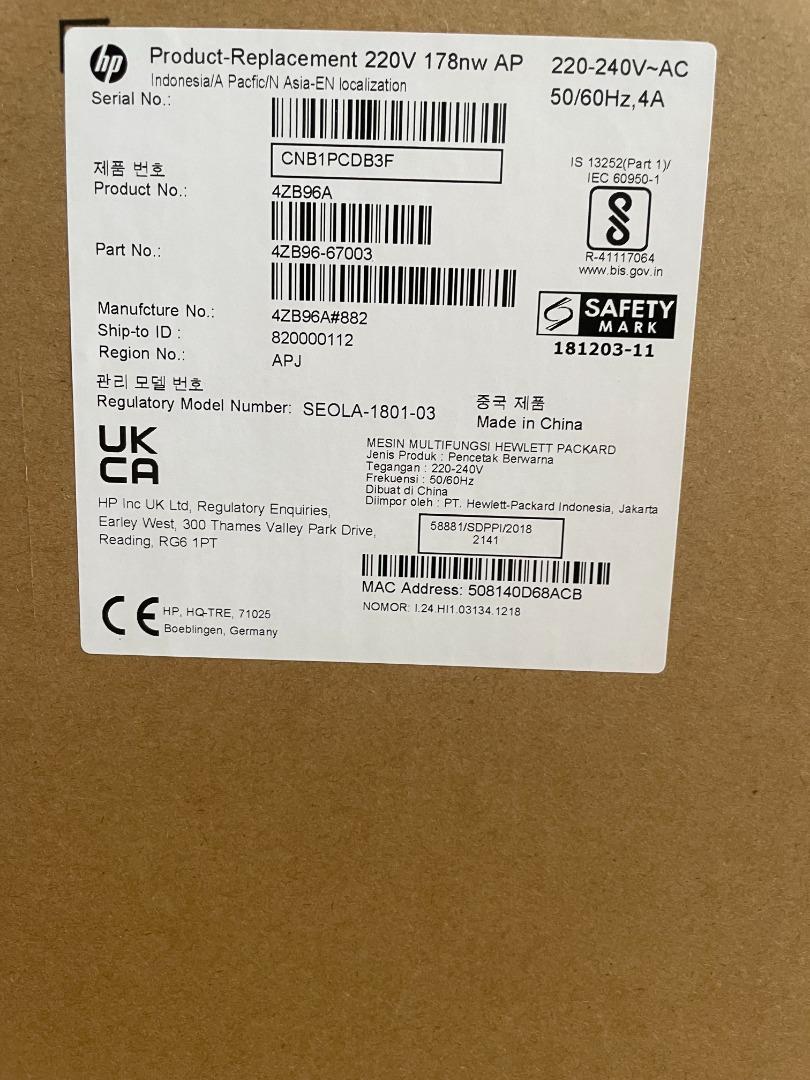 hp Product-Replacement 220V 178nw AP
Indonesia/A Pacfic/N Asia-EN localization
220-240V~AC
50/60Hz,4A
Serial No.:
CNB1PCDB3F
IS 13252(Part 1)/
IEC 60950-1
R-41117064
www.bis.gov.in
제품 번호
Product No.: 4ZB96A
Part No.: 4ZB96-67003
SAFETY
MARK
181203-11
Manufcture No.: 4ZB96A#882
Ship-to ID : 820000112
Region No.: APJ
관리 모델 번호
Regulatory Model Number: SEOLA-1801-03
중국 제품
Made in China
UK
CA
HP Inc UK Ltd, Regulatory Enquiries,
Earley West, 300 Thames Valley Park Drive,
Reading, RG6 1PT
MESIN MULTIFUNGSI HEWLETT PACKARD
Jenis Produk : Pencetak Berwarna
Tegangan : 220-240V
Frekuensi : 50/60Hz
Dibuat di China
Diimpor oleh : PT. Hewlett-Packard Indonesia, Jakarta
58881/SDPPI/2018
2141
MAC Address: 508140D68ACB
NOMOR: I.24.HI1.03134.1218
CE HP, HQ-TRE, 71025
Boeblingen, Germany